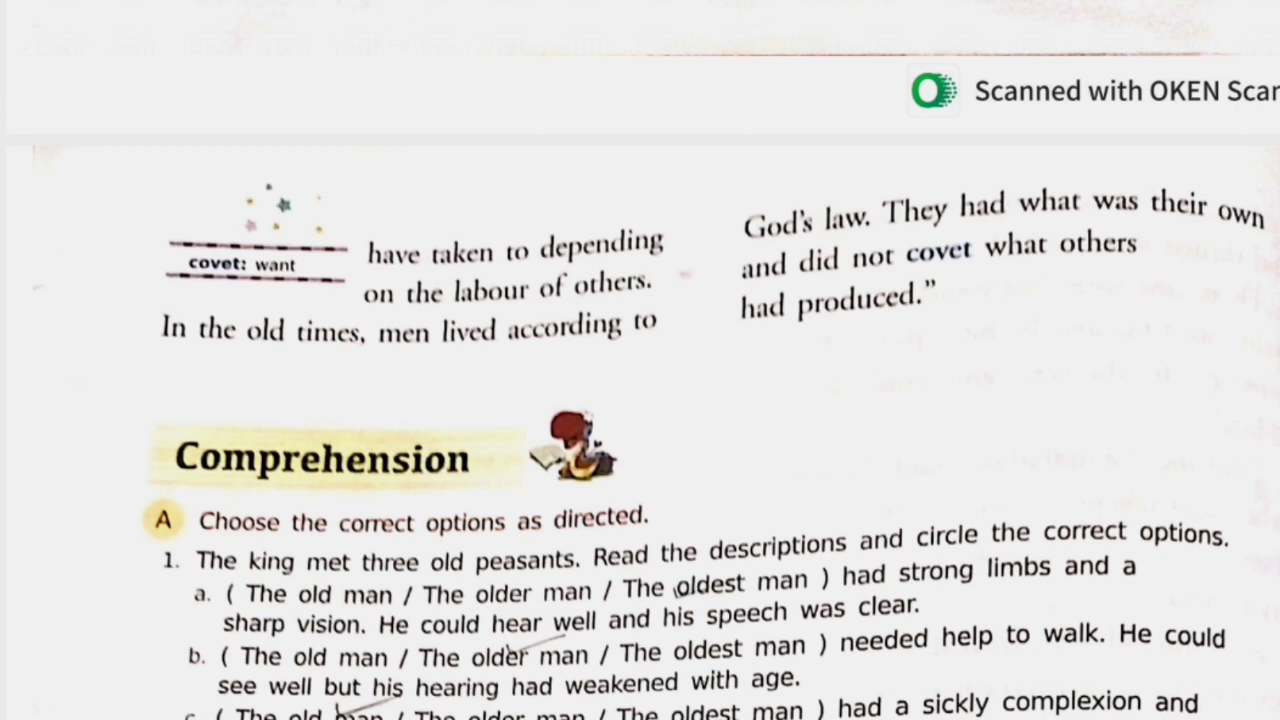 Scanned with OKEN Scan
covet: want
have taken to depending
on the labour of others.
In the old times, men lived according to
God's law. They had what was their own
and did not covet what others
had produced.”
Comprehension
A Choose the correct options as directed.
1. The king met three old peasants. Read the descriptions and circle the correct options.
a. ( The old man / The older man / The oldest man ) had strong limbs and a
sharp vision. He could hear well and his speech was clear.
b. ( The old man / The older man / The oldest man ) needed help to walk. He could
see well but his hearing had weakened with age.
c. ( The old man / The older man / The oldest man ) had a sickly complexion and